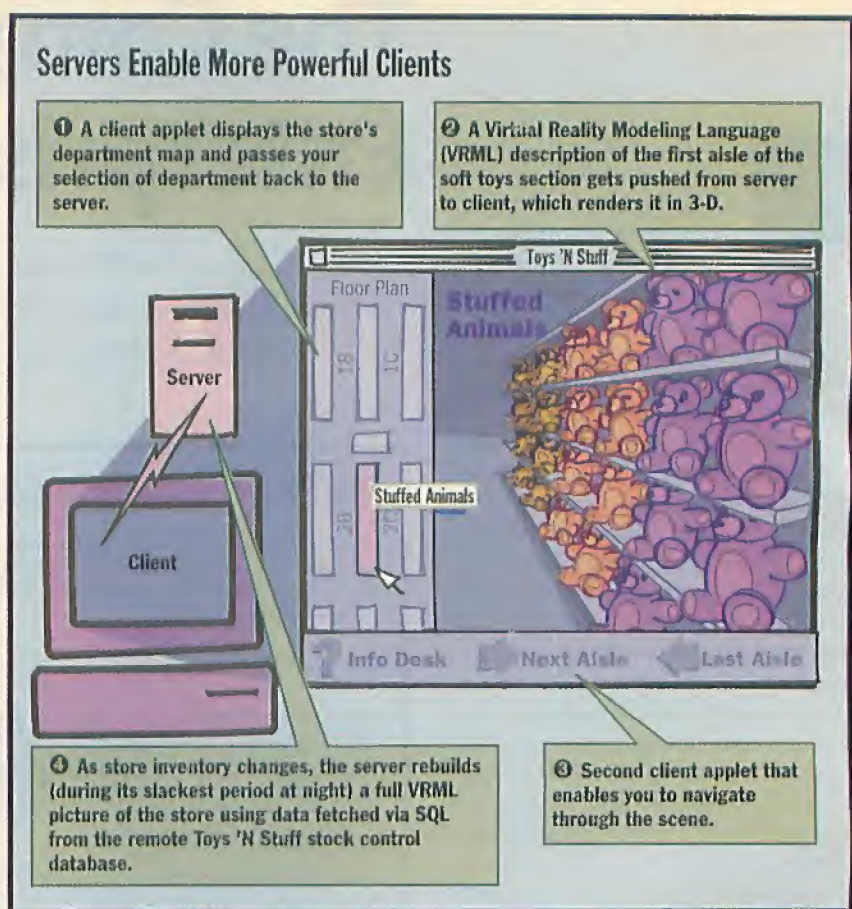 Servers Enable More Powerful Clients
❶ A client applet displays the store's
department map and passes your
selection of department back to the
server.
❷ A Virtual Reality Modeling Language
(VRML) description of the first aisle of the
soft toys section gets pushed from server
to client, which renders it in 3-D.
Toys 'N Stuff
Floor Plan
Stuffed
Animals
1B
1C
Server
Stuffed Animals
2B
2C
Client
? Info Desk
Next Aisle
Last Aisle
❹ As store inventory changes, the server rebuilds
(during its slackest period at night) a full VRML
picture of the store using data fetched via SQL
from the remote Toys 'N Stuff stock control
database.
❸ Second client applet that
enables you to navigate
through the scene.